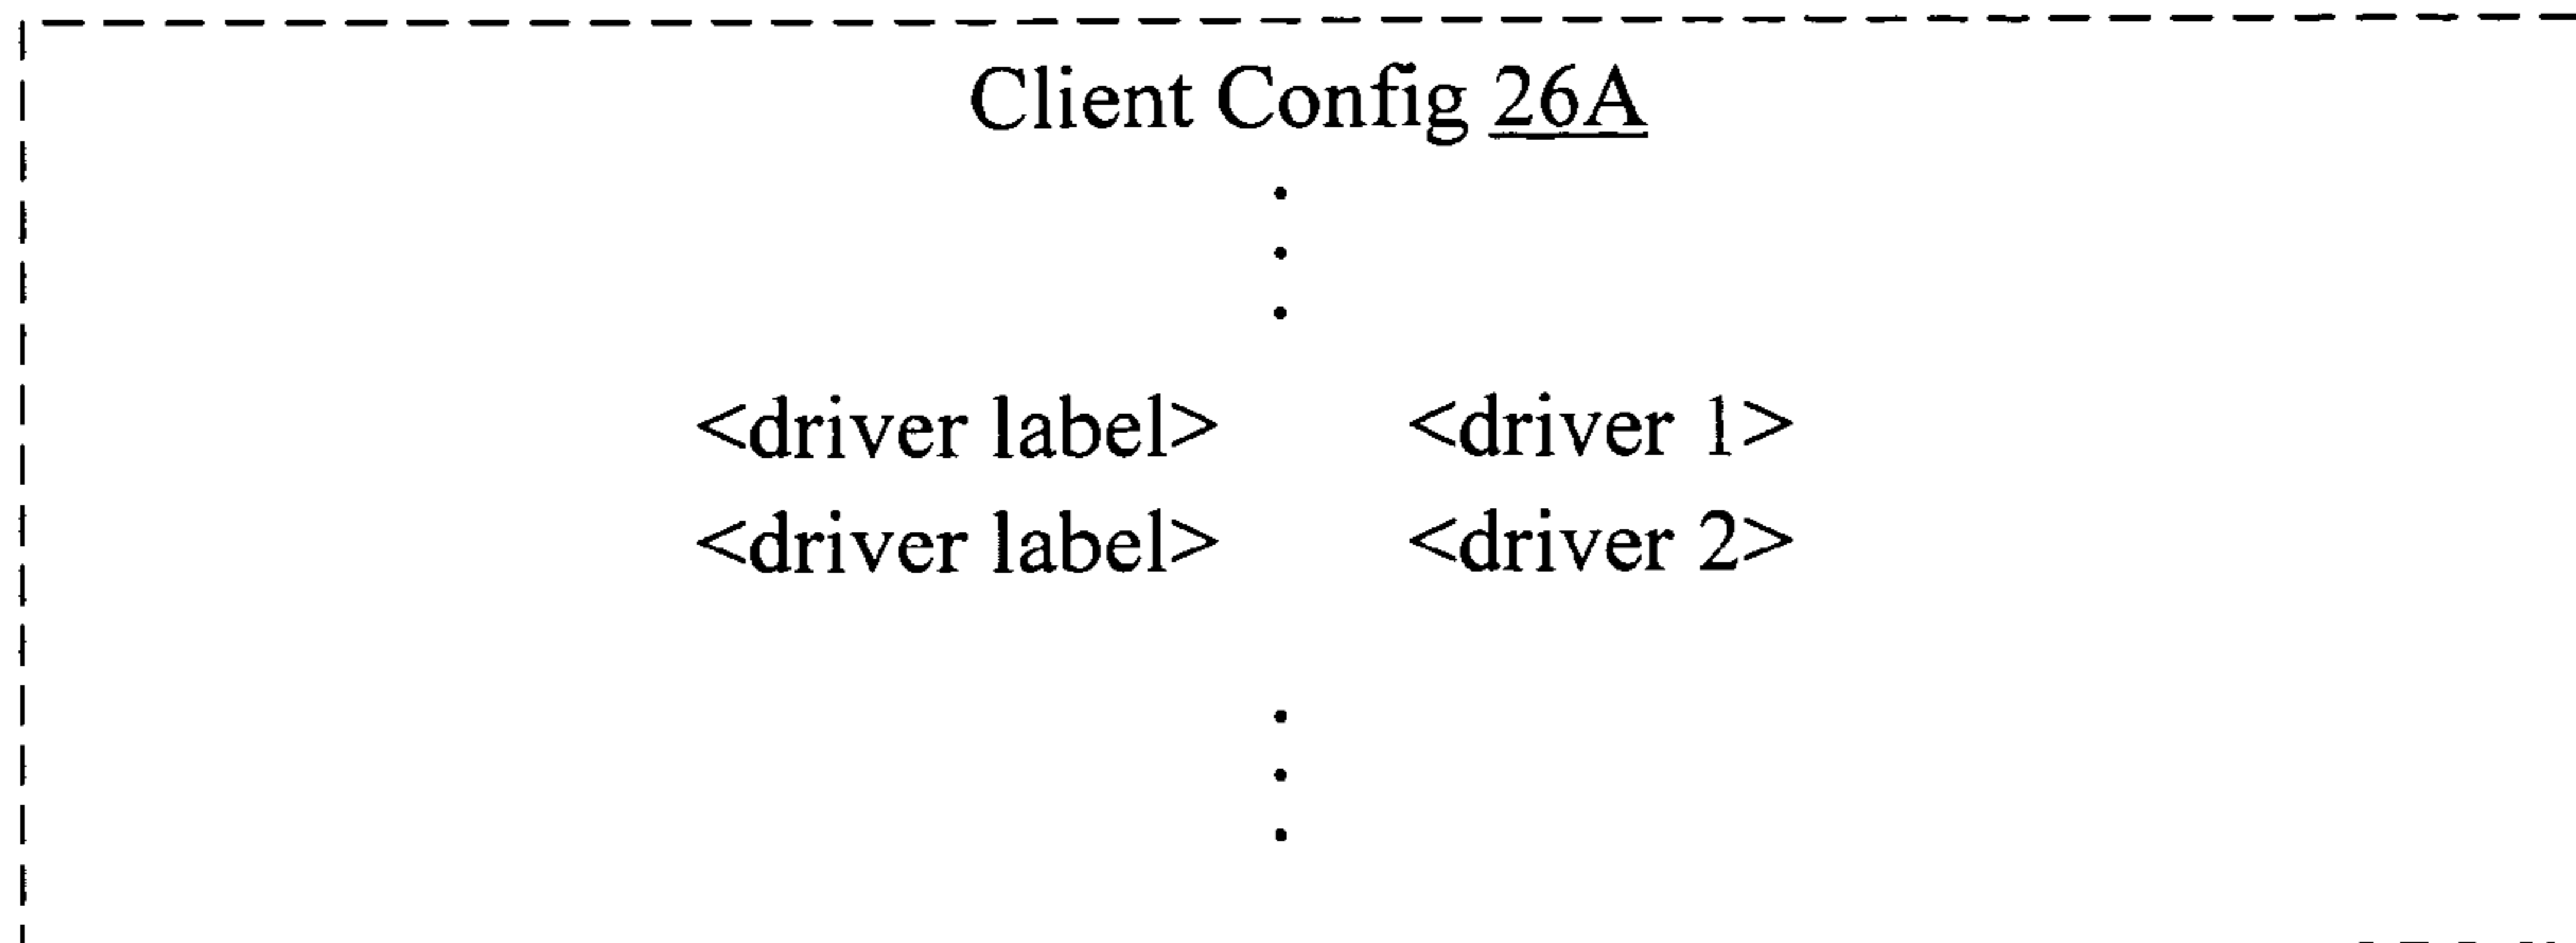 Client Config 26A
.
.
.
<driver label> <driver 1>
<driver label> <driver 2>
.
.
.